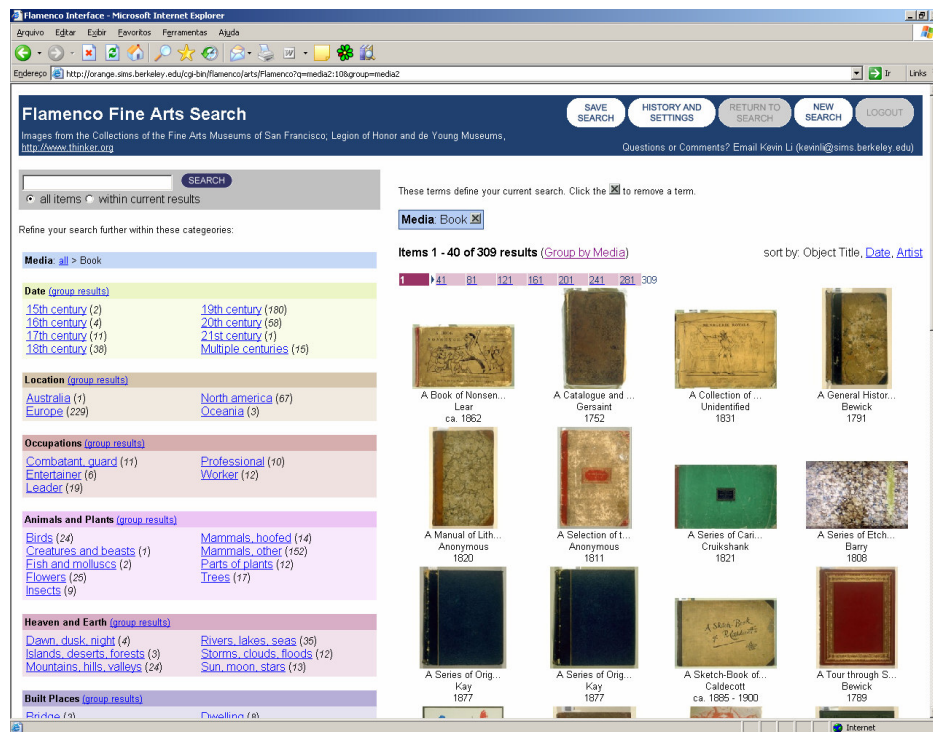 Flamenco Interface - Microsoft Internet Explorer
Arquivo Editar Exibir Favoritos Ferramentas Ajuda
Endereço http://orange.sims.berkeley.edu/cgi-bin/flamenco/arts/Flamenco?q=media2:10&group=media2 Ir Links
Flamenco Fine Arts Search
Images from the Collections of the Fine Arts Museums of San Francisco; Legion of Honor and de Young Museums,
http://www.thinker.org
SAVE SEARCH HISTORY AND SETTINGS RETURN TO SEARCH NEW SEARCH LOGOUT
Questions or Comments? Email Kevin Li (kevinli@sims.berkeley.edu)
SEARCH
all items within current results
Refine your search further within these categeories:
Media: all > Book
Date (group results)
15th century (2) 19th century (180)
16th century (4) 20th century (58)
17th century (11) 21st century (1)
18th century (38) Multiple centuries (15)
Location (group results)
Australia (1) North america (67)
Europe (229) Oceania (3)
Occupations (group results)
Combatant, guard (11) Professional (10)
Entertainer (6) Worker (12)
Leader (19)
Animals and Plants (group results)
Birds (24) Mammals, hoofed (14)
Creatures and beasts (1) Mammals, other (152)
Fish and molluscs (2) Parts of plants (12)
Flowers (25) Trees (17)
Insects (9)
Heaven and Earth (group results)
Dawn, dusk, night (4) Rivers, lakes, seas (35)
Islands, deserts, forests (3) Storms, clouds, floods (12)
Mountains, hills, valleys (24) Sun, moon, stars (13)
Built Places (group results)
Bridge (3) Dwelling (8)
These terms define your current search. Click the X to remove a term.
Media: Book X
Items 1 - 40 of 309 results (Group by Media) sort by: Object Title, Date, Artist
1 41 81 121 161 201 241 281 309
A Book of Nonsen... A Catalogue and ... A Collection of ... A General Histor...
Lear Gersaint Unidentified Bewick
ca. 1862 1752 1831 1791
A Manual of Lith... A Selection of t... A Series of Cari... A Series of Etch...
Anonymous Anonymous Cruikshank Barry
1820 1811 1821 1808
A Sketch Book
of R. Caldecott's
A Series of Orig... A Series of Orig... A Sketch-Book of... A Tour through S...
Kay Kay Caldecott Bewick
1877 1877 ca. 1885 - 1900 1789
Internet